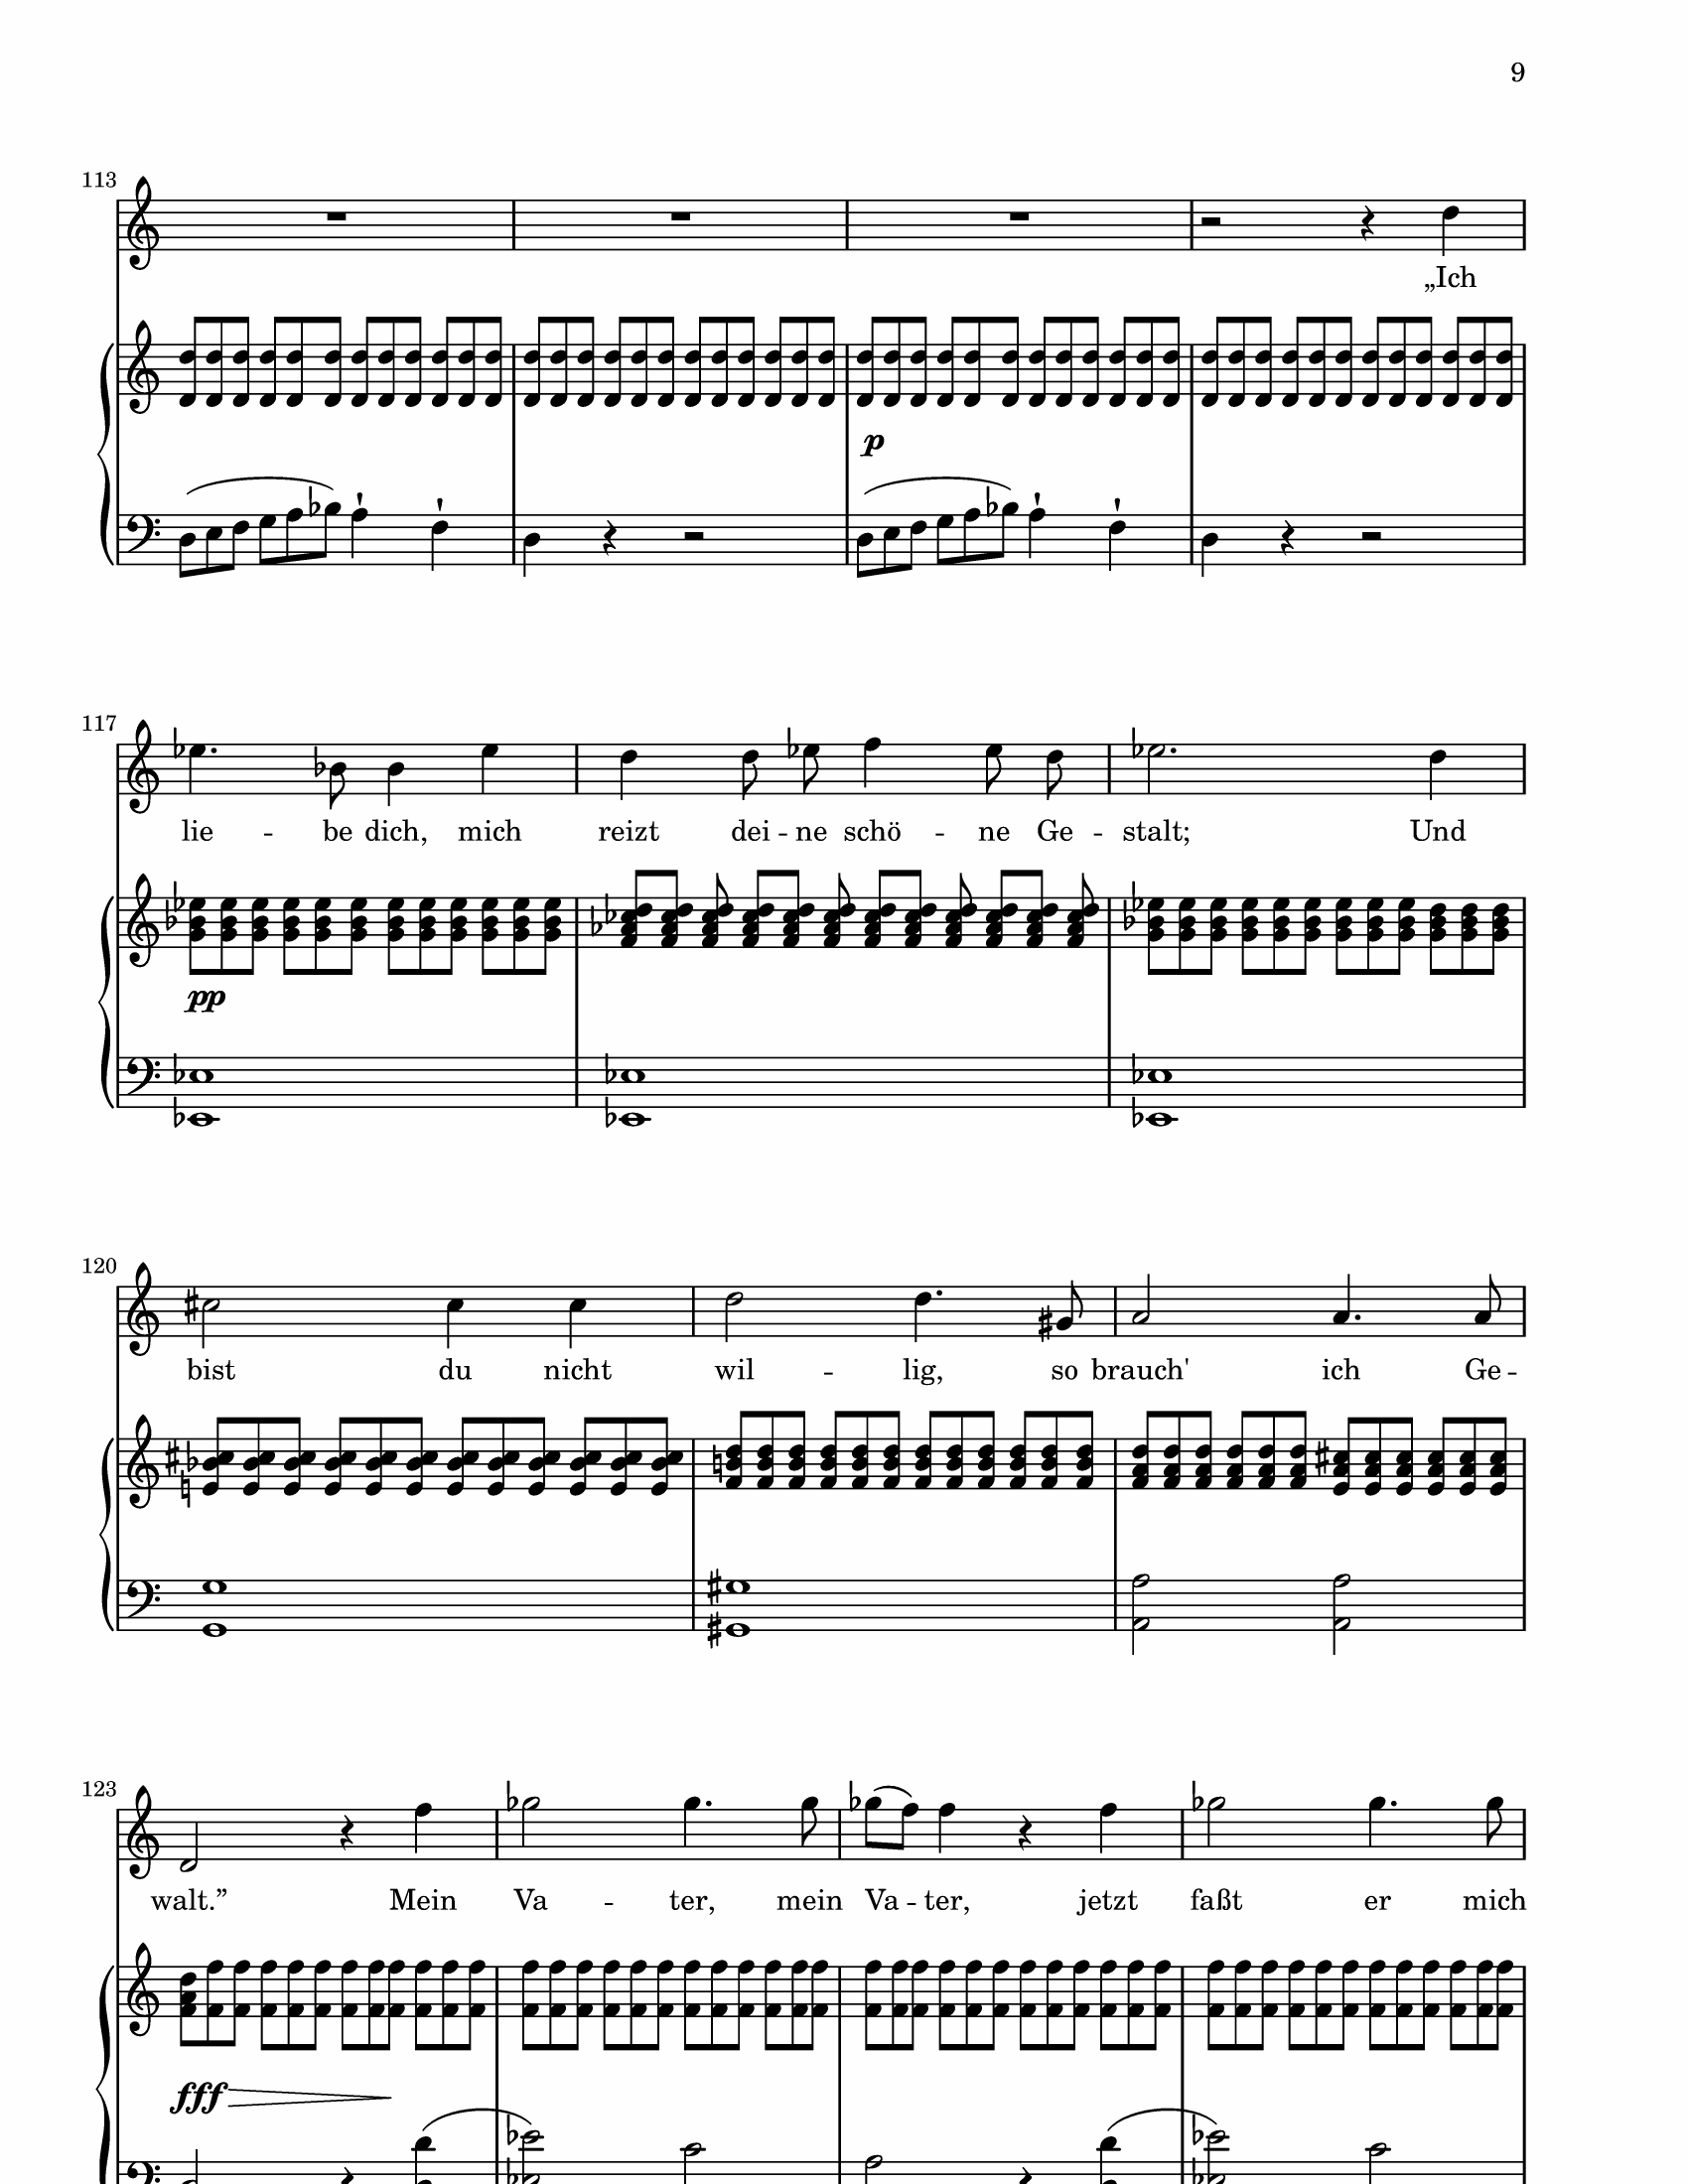 9
113
„Ich
p
117
lie - be dich, mich reizt dei - ne schö - ne Ge - stalt; Und
pp
120
bist du nicht wil - lig, so brauch' ich Ge -
123
walt.” Mein Va - ter, mein Va - ter, jetzt faßt er mich
fff